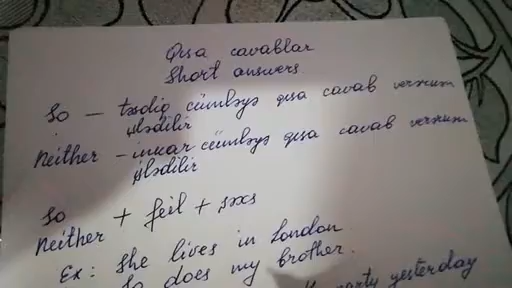 Qısa cavablar
Short answers.
So — təsdiq cümləyə qısa cavab verərkən
işlədilir
Neither — inkar cümləyə qısa cavab verərkən
işlədilir
So
Neither + feil + şəxs
Ex: She lives in London.
So does my brother.
party yesterday